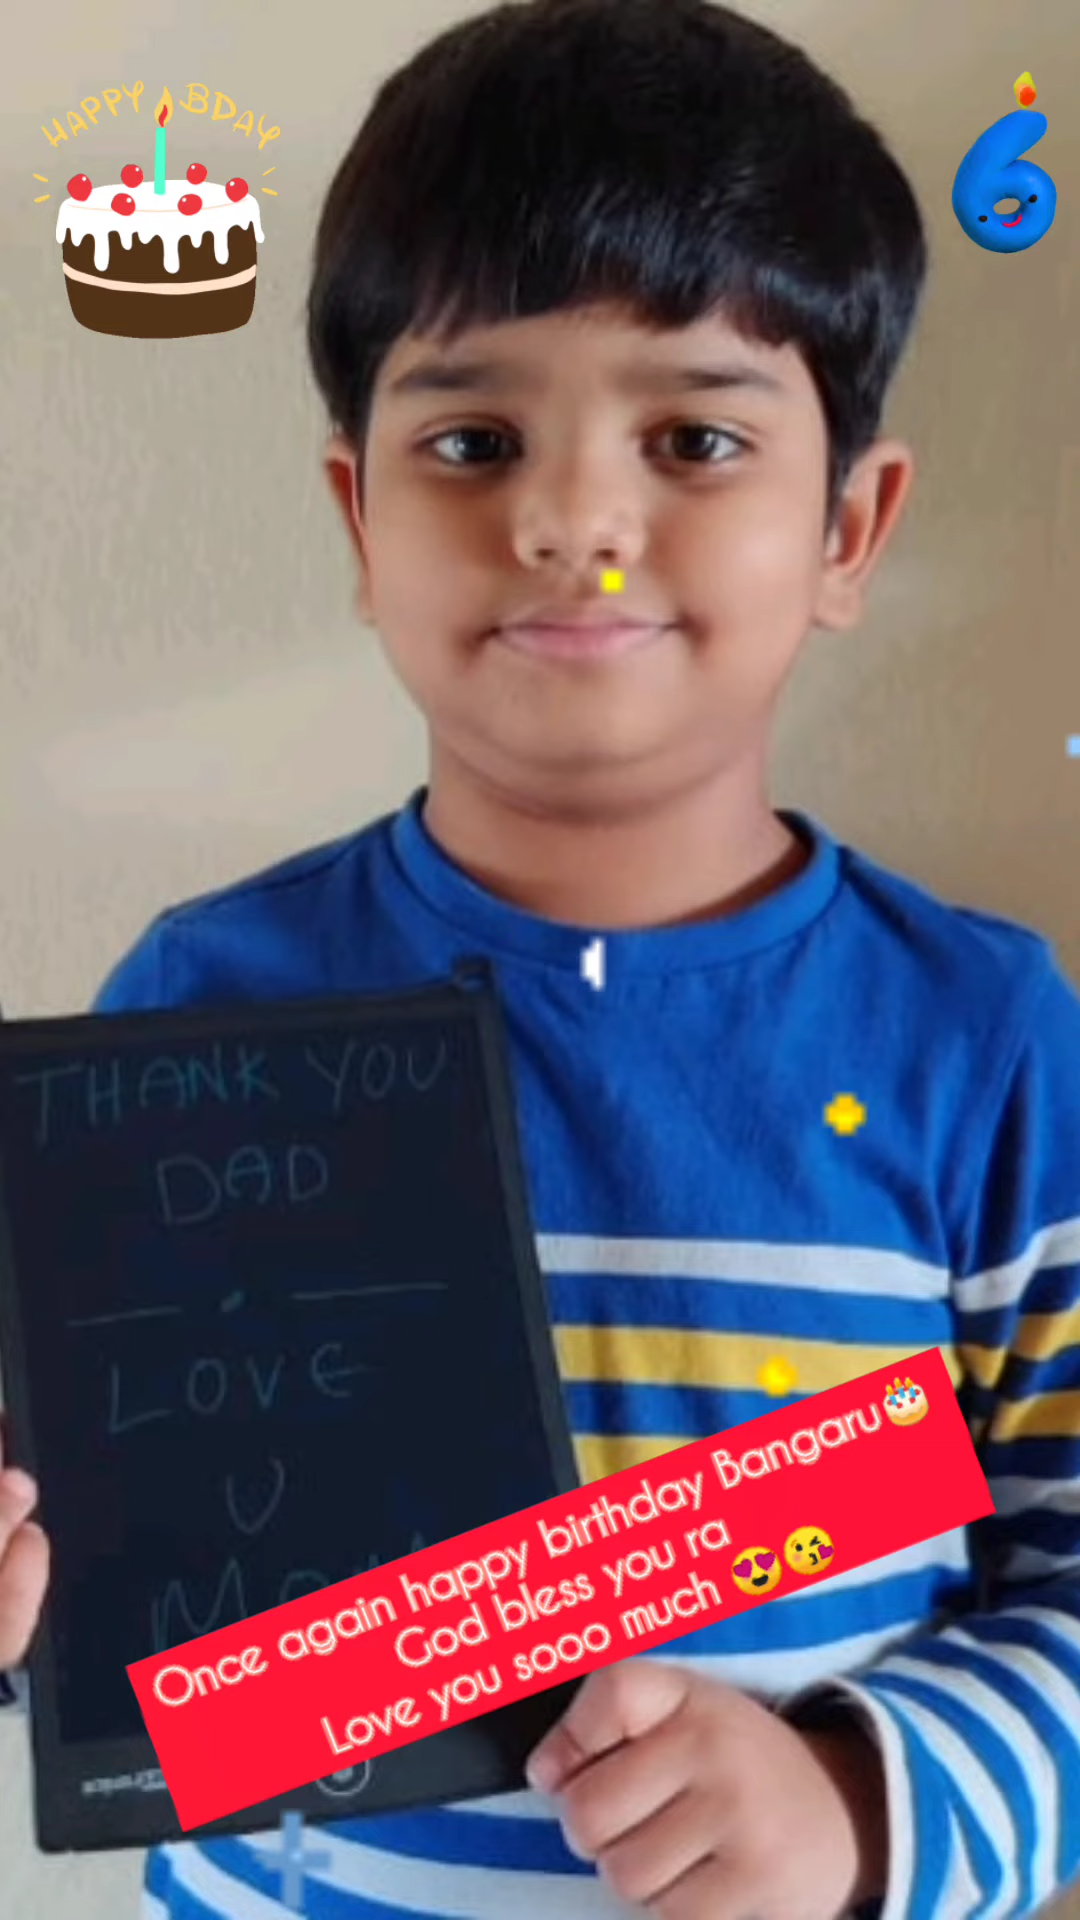 HAPPY BDAY
6
THANK YOU
DAD
LOVE
U
Once again happy birthday Bangaru🎂
God bless you ra
Love you sooo much 😍😘